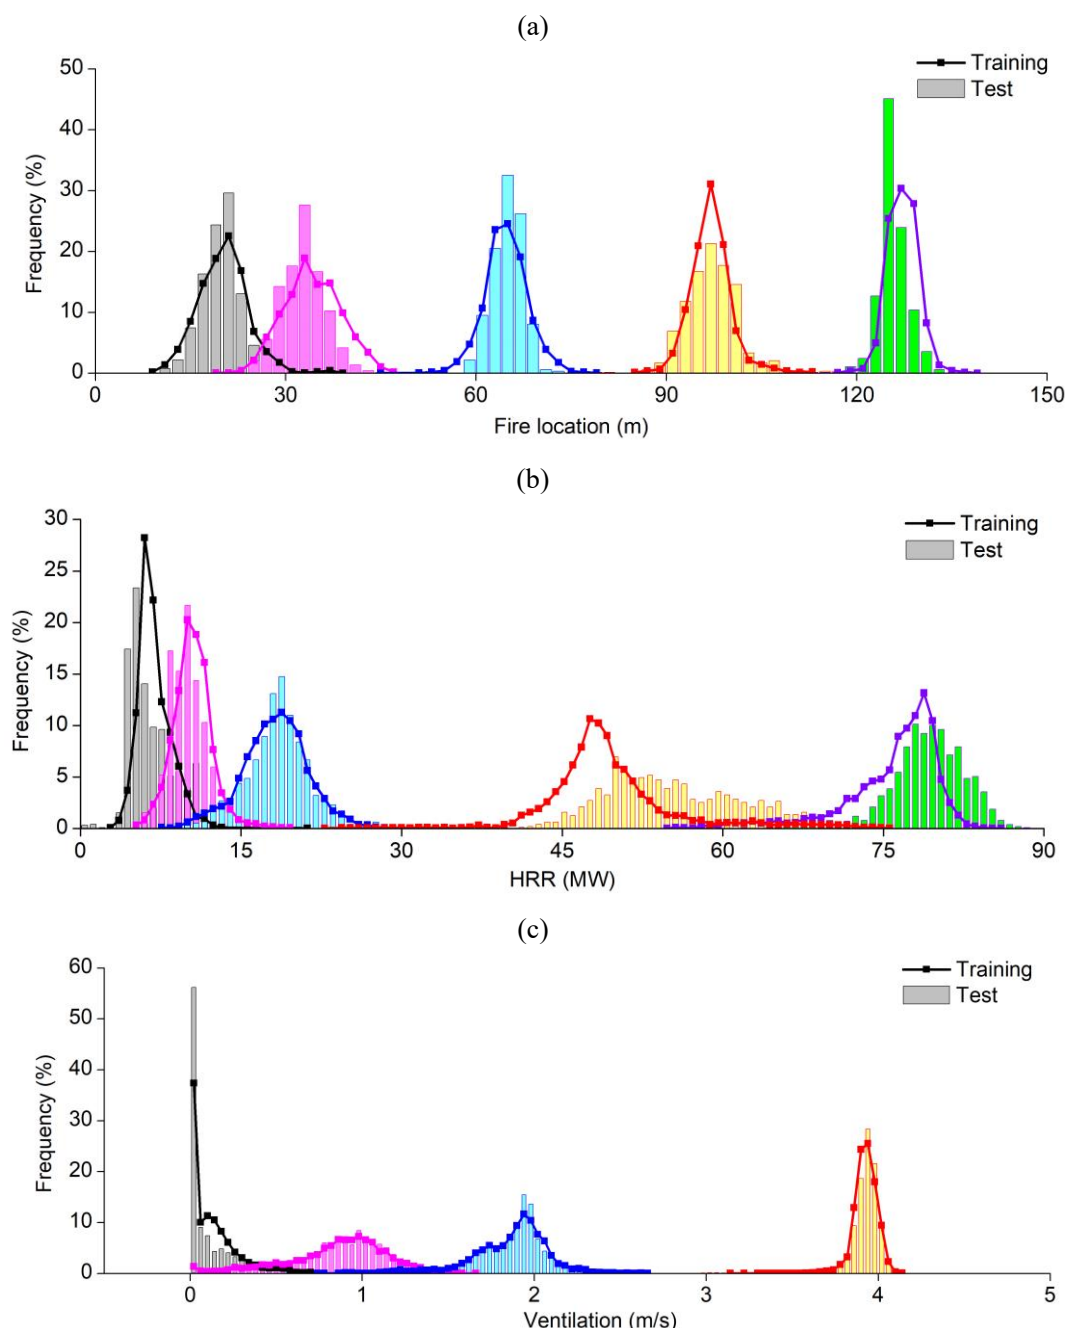 (a)
50
40
30
20
10
0
Frequency (%)
Training
Test
0 30 60 90 120 150
Fire location (m)
(b)
30
25
20
15
10
5
0
Frequency (%)
Training
Test
0 15 30 45 60 75 90
HRR (MW)
(c)
60
50
40
30
20
10
0
Frequency (%)
Training
Test
0 1 2 3 4 5
Ventilation (m/s)